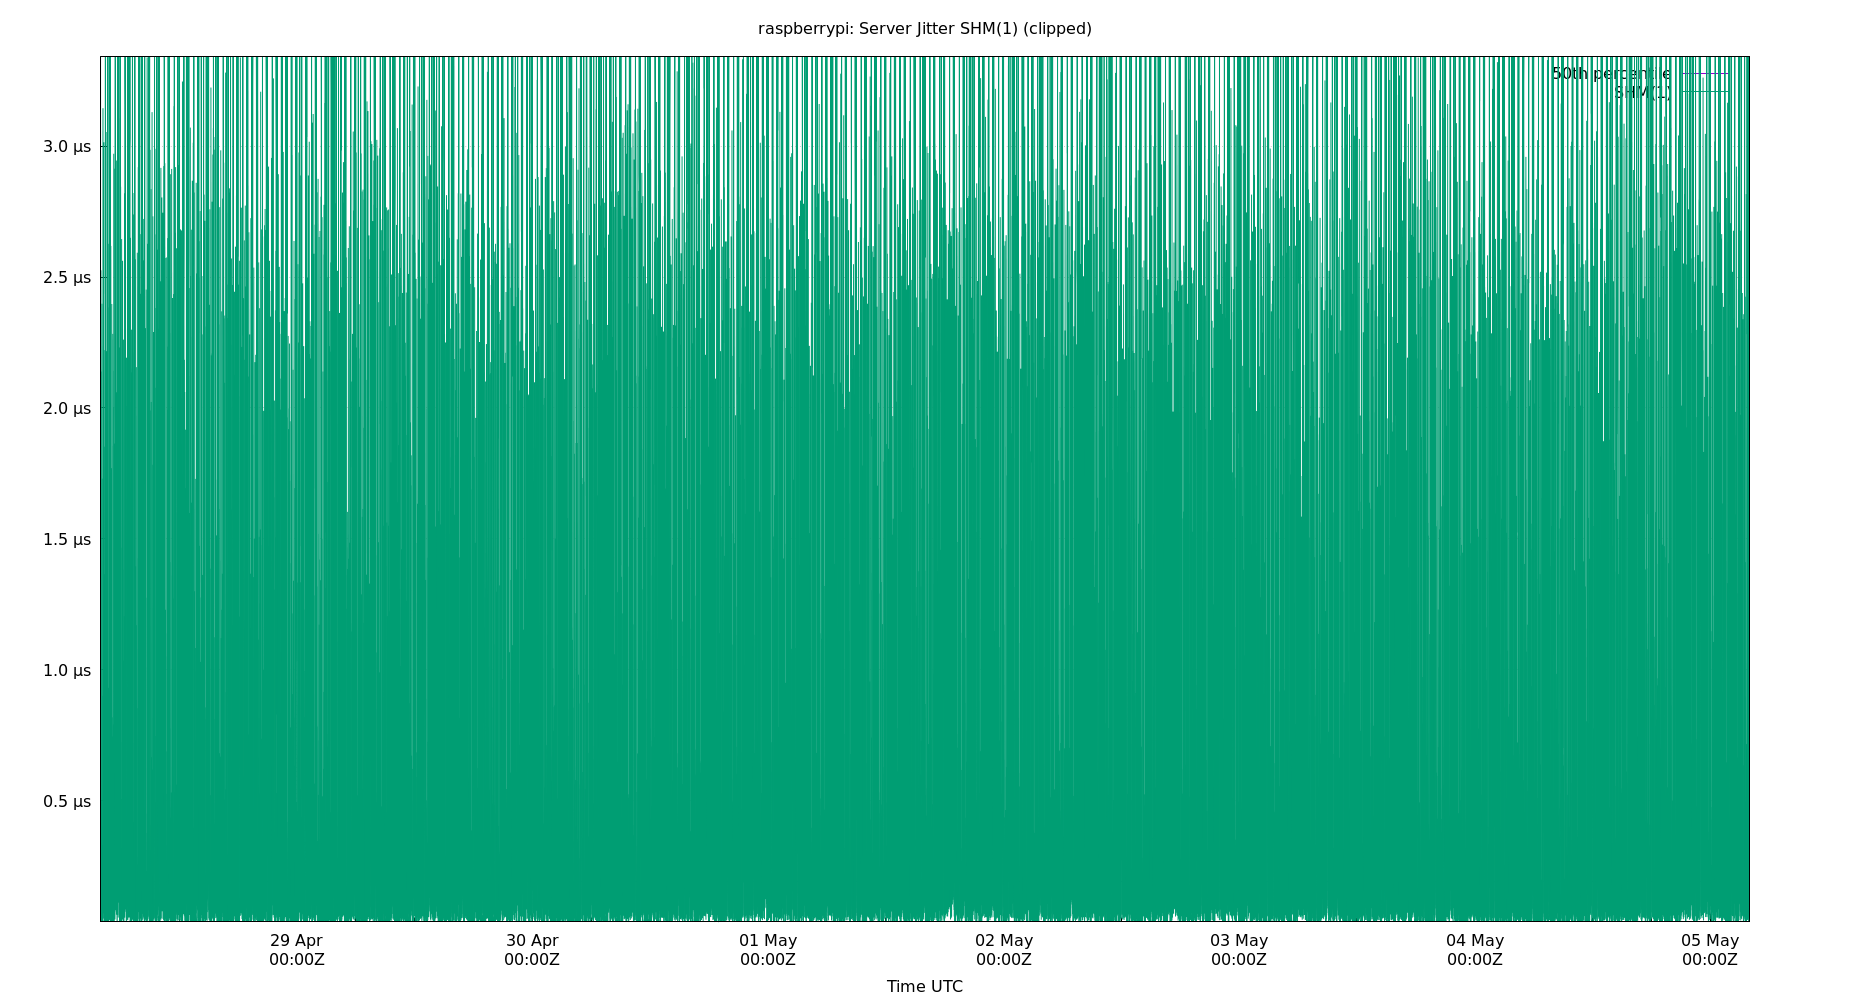 raspberrypi: Server Jitter SHM(1) (clipped)
50th percentile
SHM(1)
3.0 µs
2.5 µs
2.0 µs
1.5 µs
1.0 µs
0.5 µs
29 Apr 30 Apr 01 May 02 May 03 May 04 May 05 May
00:00Z 00:00Z 00:00Z 00:00Z 00:00Z 00:00Z 00:00Z
Time UTC